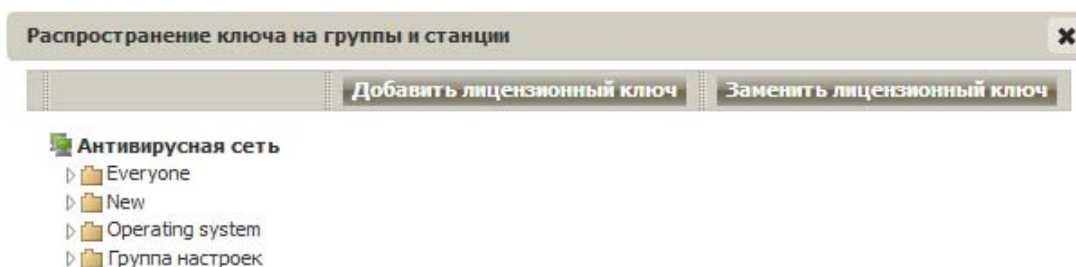 Распространение ключа на группы и станции
Добавить лицензионный ключ Заменить лицензионный ключ
Антивирусная сеть
Everyone
New
Operating system
Группа настроек